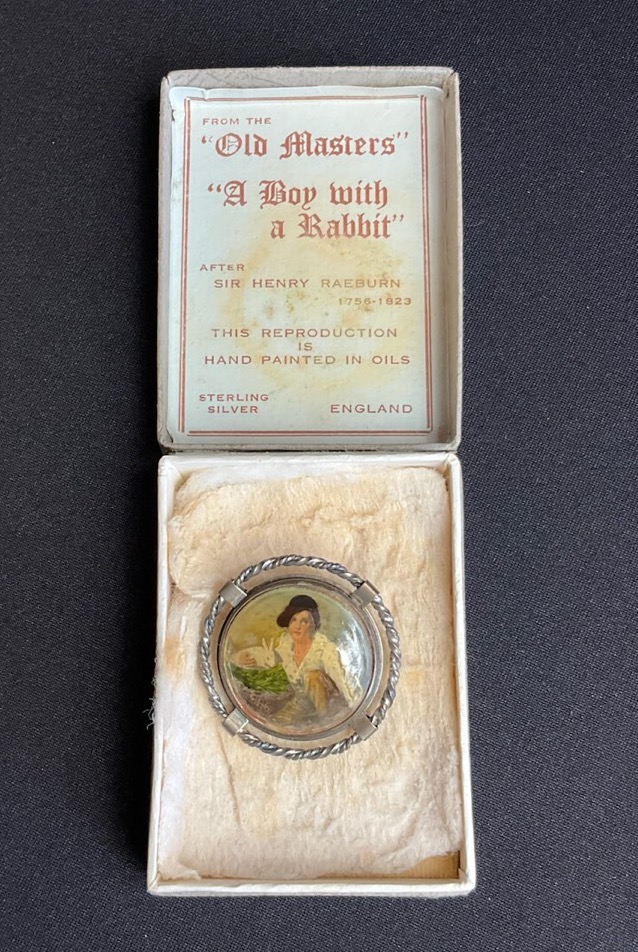 FROM THE
"Old Masters"
"A Boy with
a Rabbit"
AFTER
SIR HENRY RAEBURN
1756-1823
THIS REPRODUCTION
IS
HAND PAINTED IN OILS
STERLING
SILVER ENGLAND